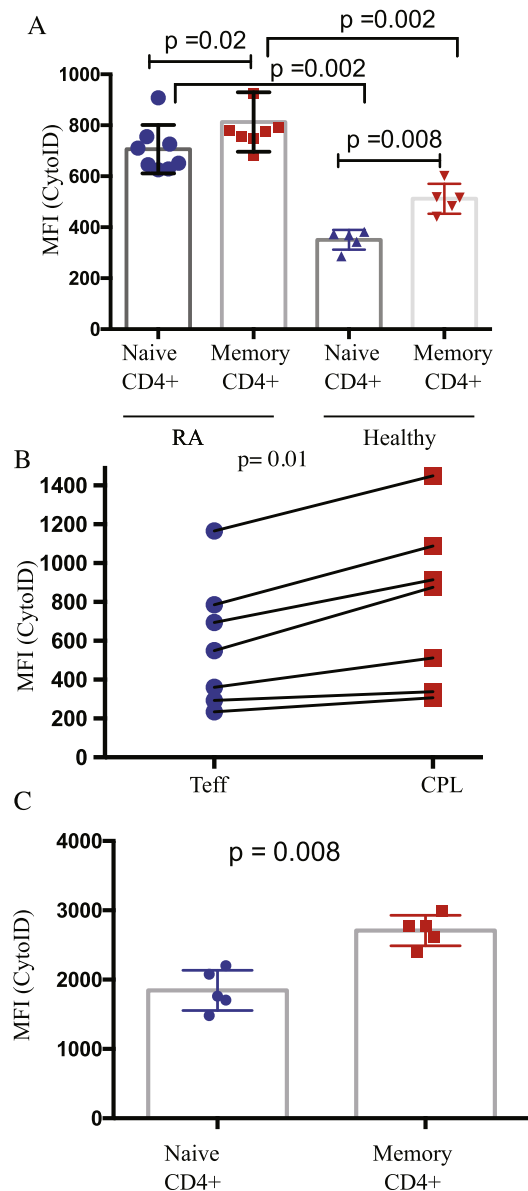 A
p =0.02
p =0.002
p =0.002
p =0.008
MFI (CytoID)
1000
800
600
400
200
0
Naive CD4+
Memory CD4+
Naive CD4+
Memory CD4+
RA
Healthy
B
p= 0.01
MFI (CytoID)
1400
1200
1000
800
600
400
200
0
Teff
CPL
C
p = 0.008
MFI (CytoID)
4000
3000
2000
1000
0
Naive CD4+
Memory CD4+